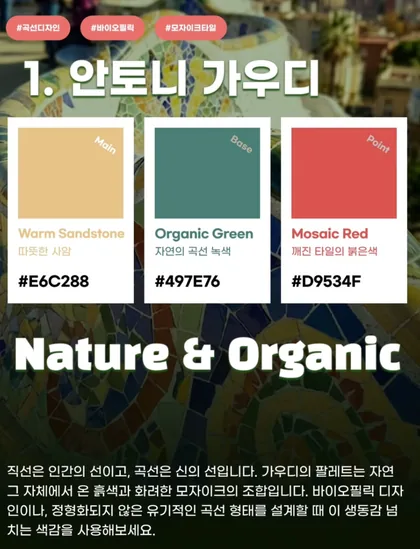 #곡선디자인
#바이오필릭
#모자이크타일
1. 안토니 가우디
Main
Warm Sandstone
따뜻한 사암
#E6C288
Base
Organic Green
자연의 곡선 녹색
#497E76
Point
Mosaic Red
깨진 타일의 붉은색
#D9534F
Nature & Organic
직선은 인간의 선이고, 곡선은 신의 선입니다. 가우디의 팔레트는 자연
그 자체에서 온 흙색과 화려한 모자이크의 조합입니다. 바이오필릭 디자
인이나, 정형화되지 않은 유기적인 곡선 형태를 설계할 때 이 생동감 넘
치는 색감을 사용해보세요.